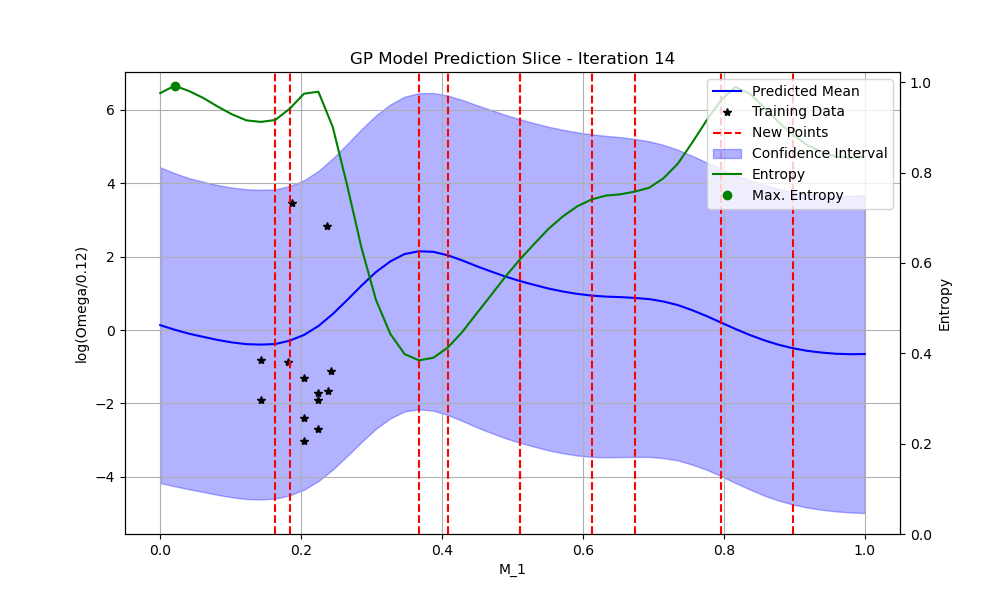 GP Model Prediction Slice - Iteration 14
Predicted Mean
Training Data
New Points
Confidence Interval
Entropy
Max. Entropy
6
4
2
0
−2
−4
log(Omega/0.12)
1.0
0.8
0.6
0.4
0.2
0.0
Entropy
0.0 0.2 0.4 0.6 0.8 1.0
M_1